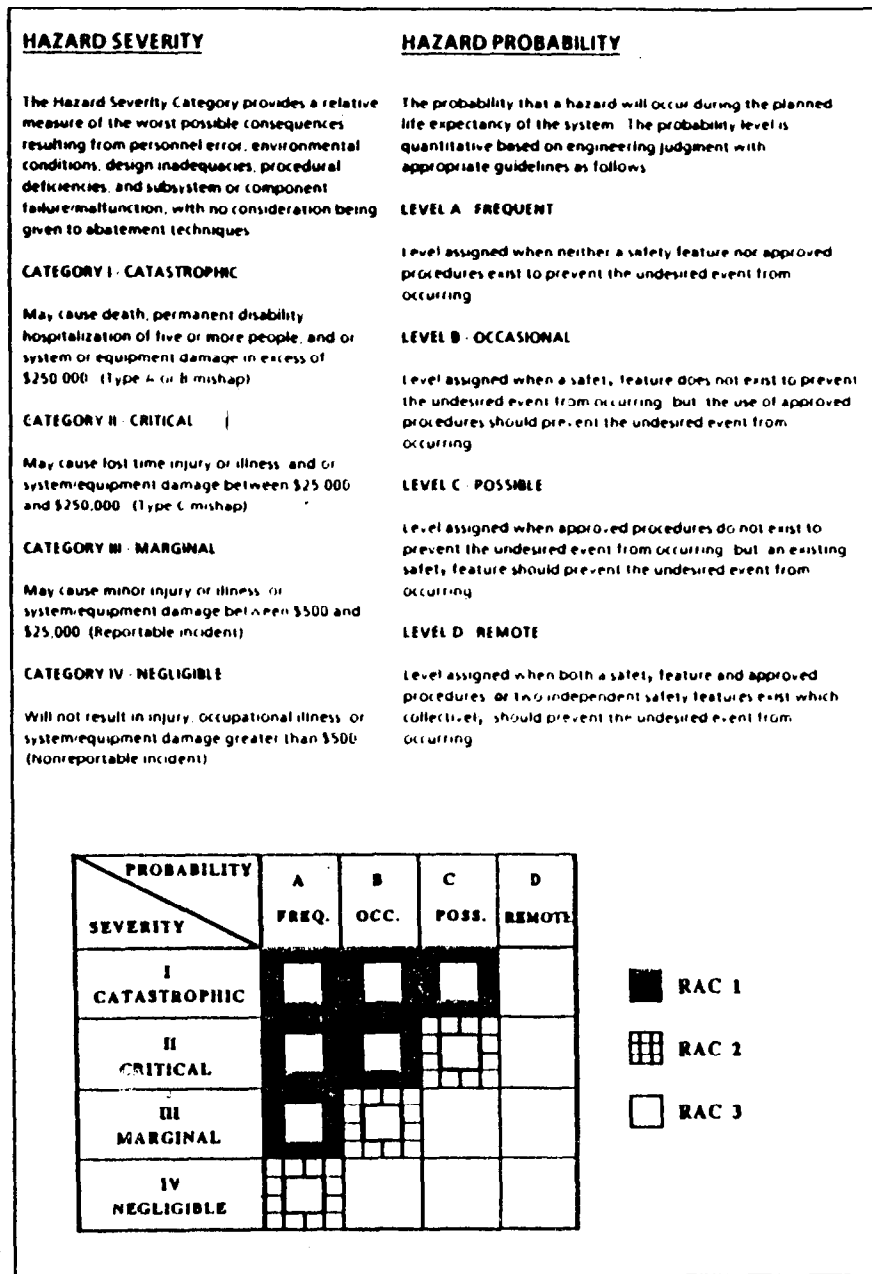 HAZARD SEVERITY
The Hazard Severity Category provides a relative
measure of the worst possible consequences
resulting from personnel error, environmental
conditions, design inadequacies, procedural
deficiencies, and subsystem or component
failure/malfunction, with no consideration being
given to abatement techniques
CATEGORY I - CATASTROPHIC
May cause death, permanent disability
hospitalization of five or more people, and or
system or equipment damage in excess of
$250 000 (Type A or B mishap)
CATEGORY II - CRITICAL
May cause lost time injury or illness and or
system/equipment damage between $25 000
and $250,000 (Type C mishap)
CATEGORY III - MARGINAL
May cause minor injury or illness or
system/equipment damage between $500 and
$25,000 (Reportable incident)
CATEGORY IV - NEGLIGIBLE
Will not result in injury, occupational illness or
system/equipment damage greater than $500
(Nonreportable incident)
HAZARD PROBABILITY
The probability that a hazard will occur during the planned
life expectancy of the system The probability level is
quantitative based on engineering judgment with
appropriate guidelines as follows
LEVEL A FREQUENT
Level assigned when neither a safety feature nor approved
procedures exist to prevent the undesired event from
occurring
LEVEL B - OCCASIONAL
Level assigned when a safety feature does not exist to prevent
the undesired event from occurring but the use of approved
procedures should prevent the undesired event from
occurring
LEVEL C - POSSIBLE
Level assigned when approved procedures do not exist to
prevent the undesired event from occurring but an existing
safety feature should prevent the undesired event from
occurring
LEVEL D REMOTE
Level assigned when both a safety feature and approved
procedures or two independent safety features exist which
collectively should prevent the undesired event from
occurring
PROBABILITY
SEVERITY
A B C D
FREQ. OCC. POSS. REMOTE
I
CATASTROPHIC
II
CRITICAL
III
MARGINAL
IV
NEGLIGIBLE
RAC 1
RAC 2
RAC 3